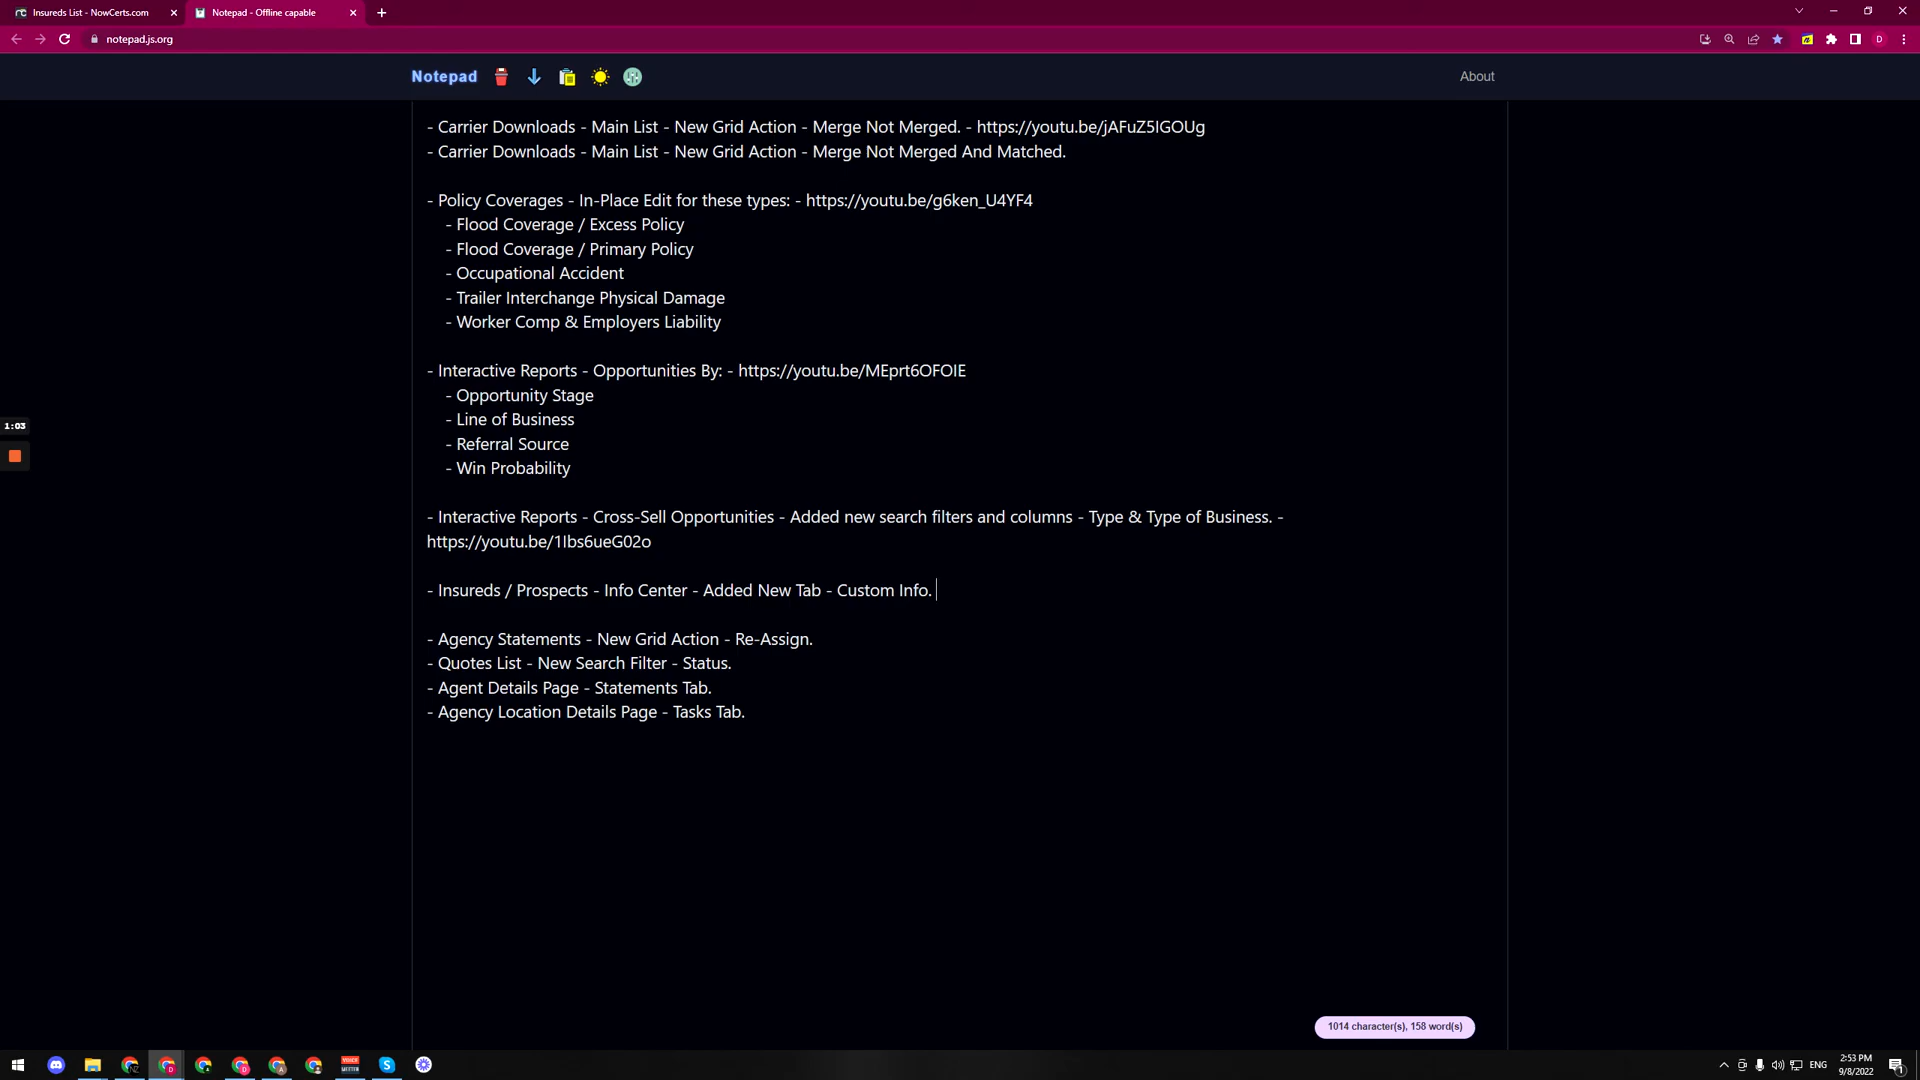 Insureds List - NowCerts.com
Notepad - Offline capable
notepad.js.org
D
Notepad
About
- Carrier Downloads - Main List - New Grid Action - Merge Not Merged. - https://youtu.be/jAFuZ5IGOUg
- Carrier Downloads - Main List - New Grid Action - Merge Not Merged And Matched.
- Policy Coverages - In-Place Edit for these types: - https://youtu.be/g6ken_U4YF4
- Flood Coverage / Excess Policy
- Flood Coverage / Primary Policy
- Occupational Accident
- Trailer Interchange Physical Damage
- Worker Comp & Employers Liability
- Interactive Reports - Opportunities By: - https://youtu.be/MEprt6OFOIE
- Opportunity Stage
- Line of Business
- Referral Source
- Win Probability
1:03
- Interactive Reports - Cross-Sell Opportunities - Added new search filters and columns - Type & Type of Business. -
https://youtu.be/1Ibs6ueG02o
- Insureds / Prospects - Info Center - Added New Tab - Custom Info.
- Agency Statements - New Grid Action - Re-Assign.
- Quotes List - New Search Filter - Status.
- Agent Details Page - Statements Tab.
- Agency Location Details Page - Tasks Tab.
1014 character(s), 158 word(s)
ENG
2:53 PM
9/8/2022